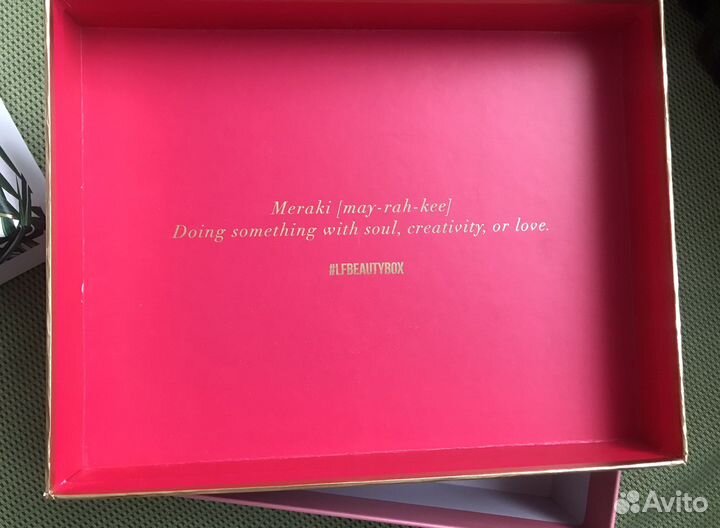 Meraki [may-rah-kee]
Doing something with soul, creativity, or love.
#LFBEAUTYBOX
Avito